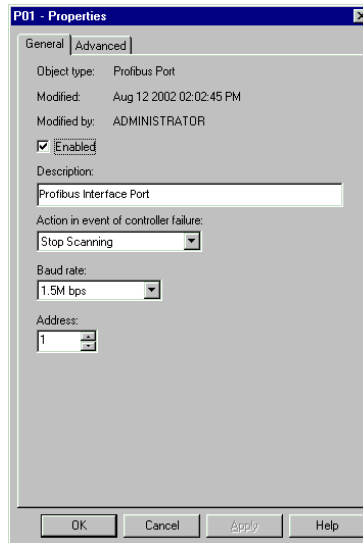 P01 - Properties
General Advanced
Object type: Profibus Port
Modified: Aug 12 2002 02:02:45 PM
Modified by: ADMINISTRATOR
Enabled
Description:
Profibus Interface Port
Action in event of controller failure:
Stop Scanning
Baud rate:
1.5M bps
Address:
1
OK Cancel Apply Help